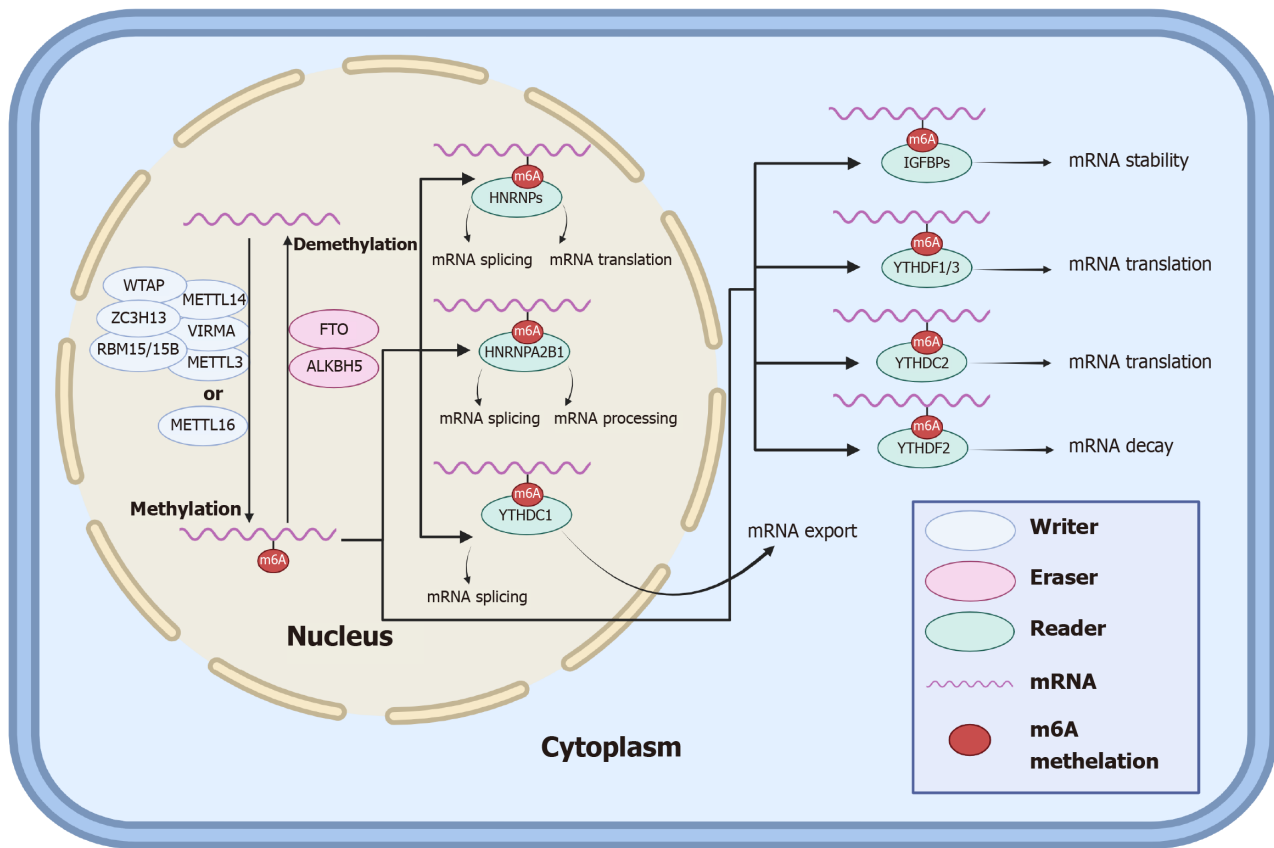 Demethylation
WTAP
METTL14
ZC3H13
VIRMA
RBM15/15B
METTL3
or
METTL16
FTO
ALKBH5
Methylation
m6A
m6A
HNRNPs
mRNA splicing
mRNA translation
m6A
HNRNPA2B1
mRNA splicing
mRNA processing
m6A
YTHDC1
mRNA splicing
mRNA export
Nucleus
Cytoplasm
m6A
IGFBPs
mRNA stability
m6A
YTHDF1/3
mRNA translation
m6A
YTHDC2
mRNA translation
m6A
YTHDF2
mRNA decay
Writer
Eraser
Reader
mRNA
m6A
methelation